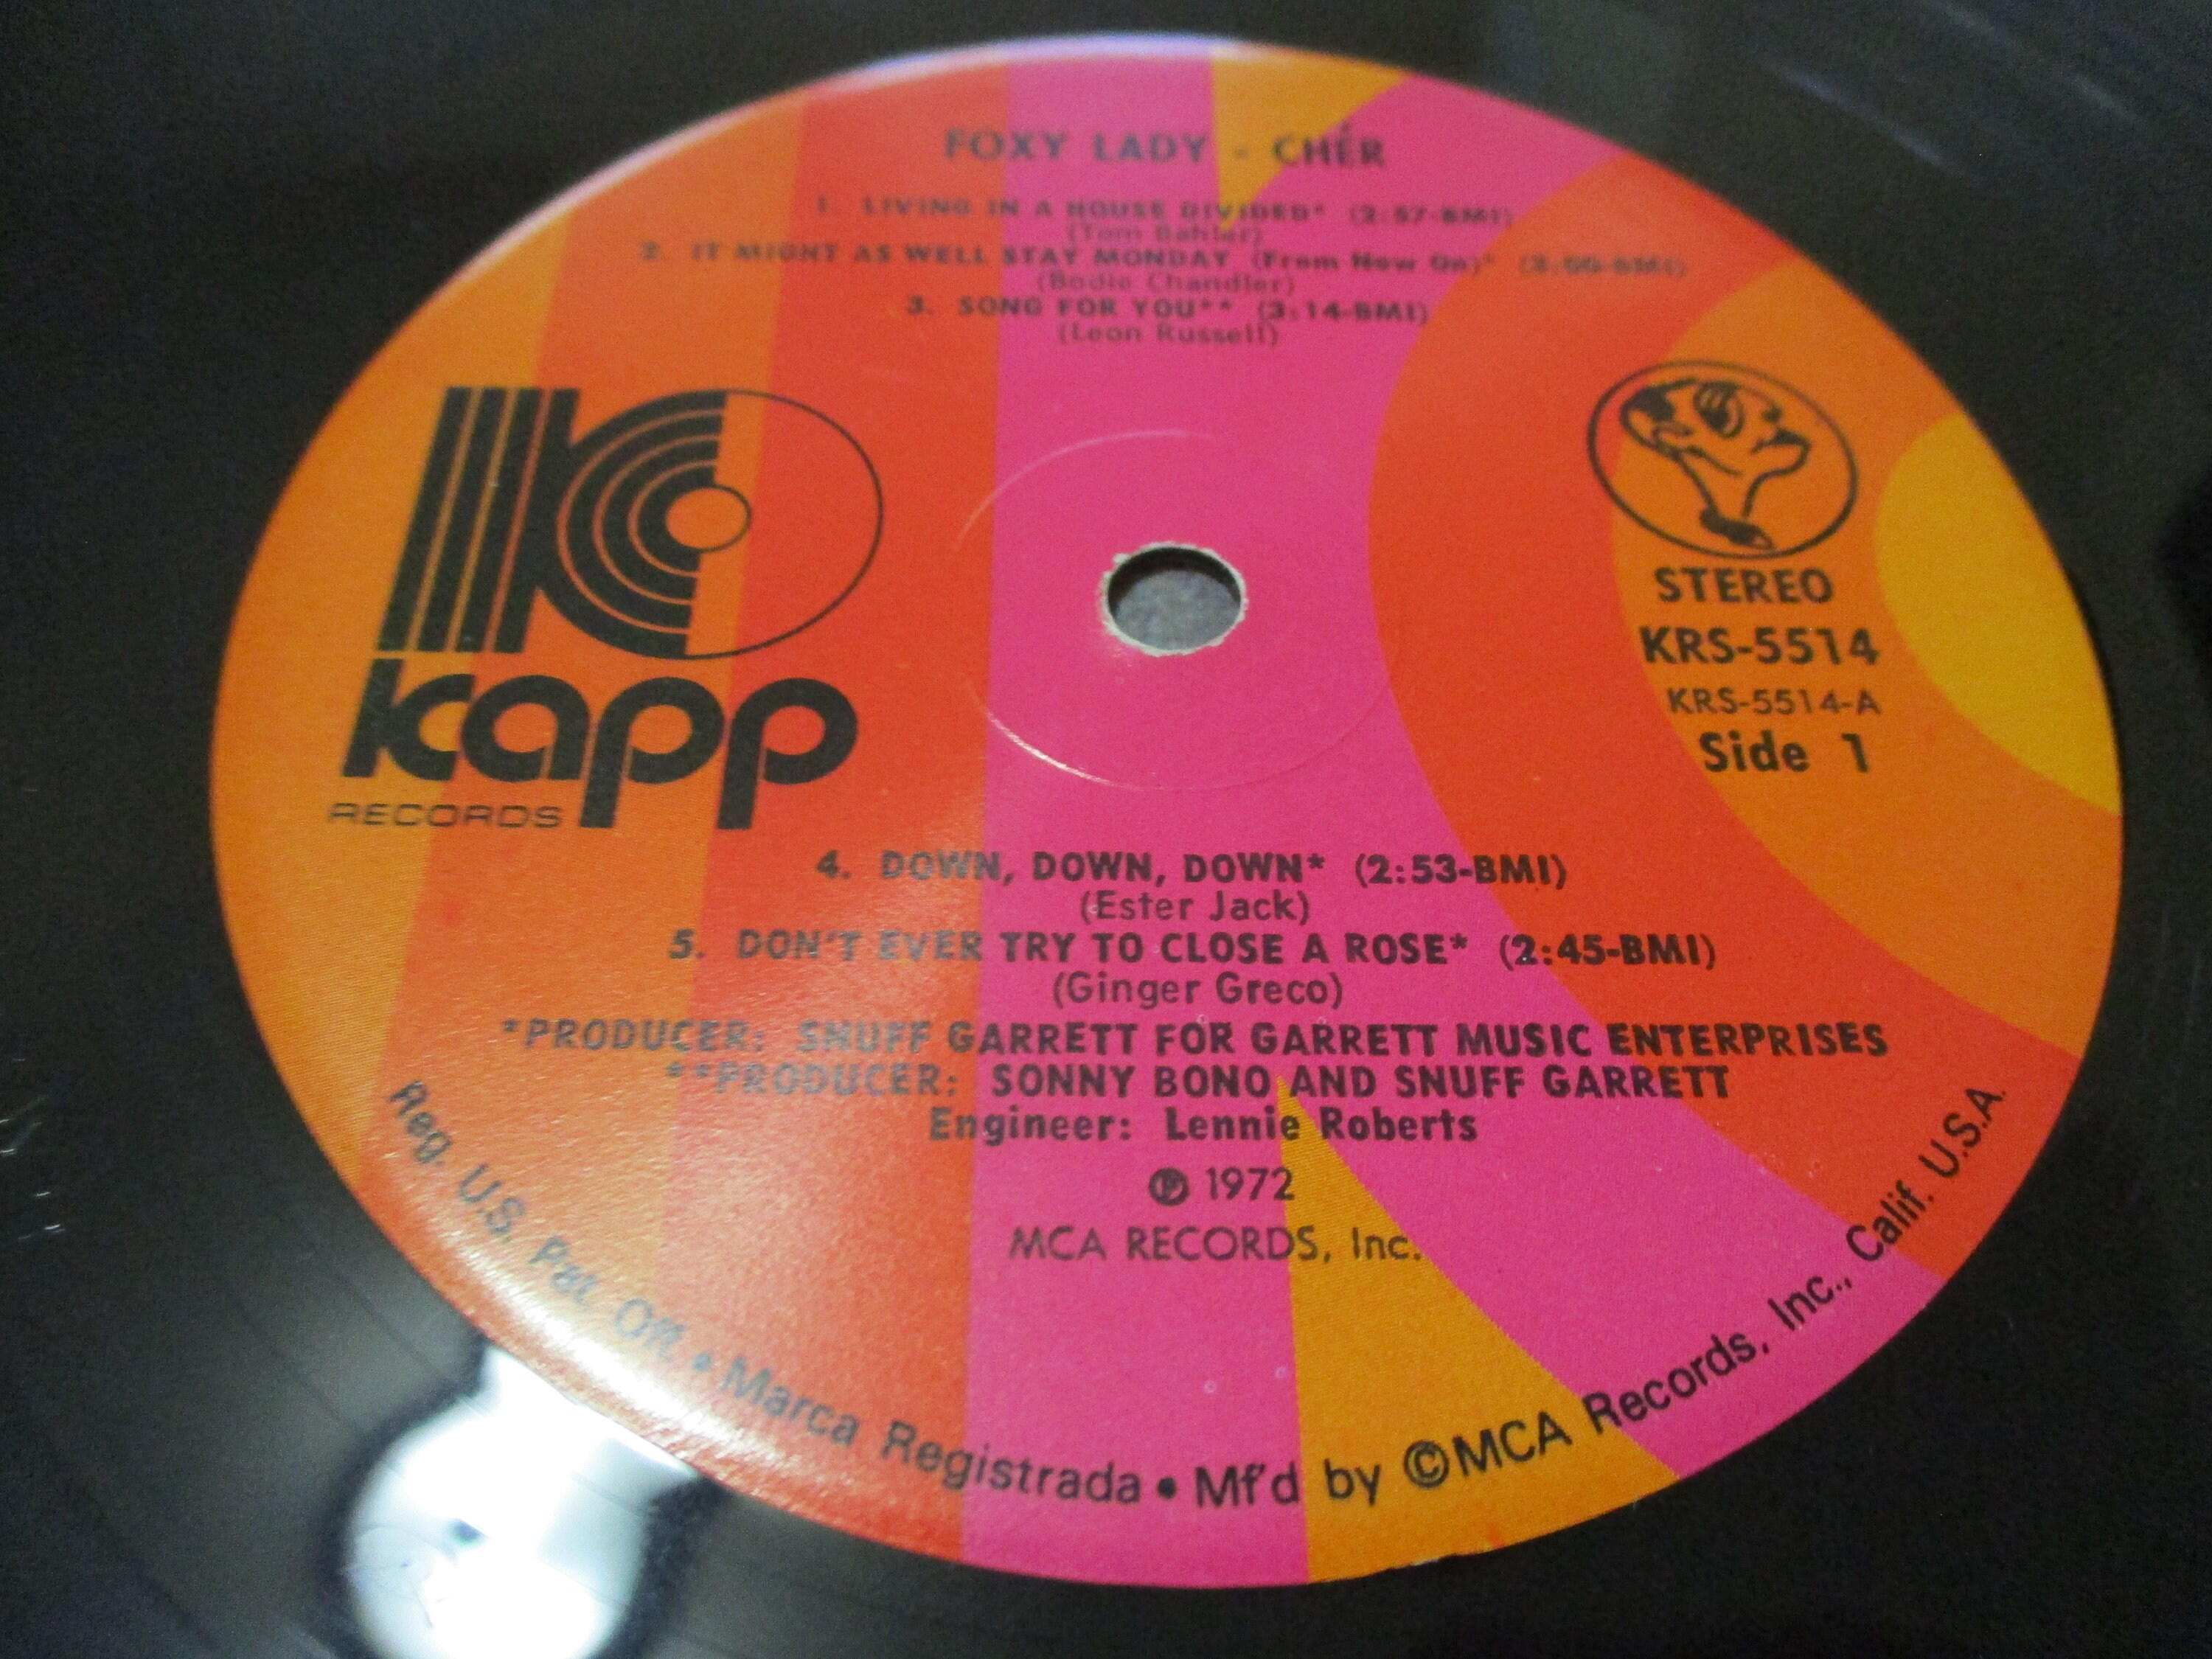 FOXY LADY - CHÉR
1. LIVING IN A HOUSE DIVIDED* (2:57-BMI)
(Tom Bahler)
2. IT MIGHT AS WELL STAY MONDAY (From Now On)* (3:00-BMI)
(Bodie Chandler)
3. SONG FOR YOU** (3:14-BMI)
(Leon Russell)
kapp
RECORDS
STEREO
KRS-5514
KRS-5514-A
Side 1
4. DOWN, DOWN, DOWN* (2:53-BMI)
(Ester Jack)
5. DON'T EVER TRY TO CLOSE A ROSE* (2:45-BMI)
(Ginger Greco)
*PRODUCER: SNUFF GARRETT FOR GARRETT MUSIC ENTERPRISES
**PRODUCER: SONNY BONO AND SNUFF GARRETT
Engineer: Lennie Roberts
℗ 1972
MCA RECORDS, Inc.
Reg. U.S. Pat. Off. • Marca Registrada • Mf'd by ©MCA Records, Inc., Calif. U.S.A.